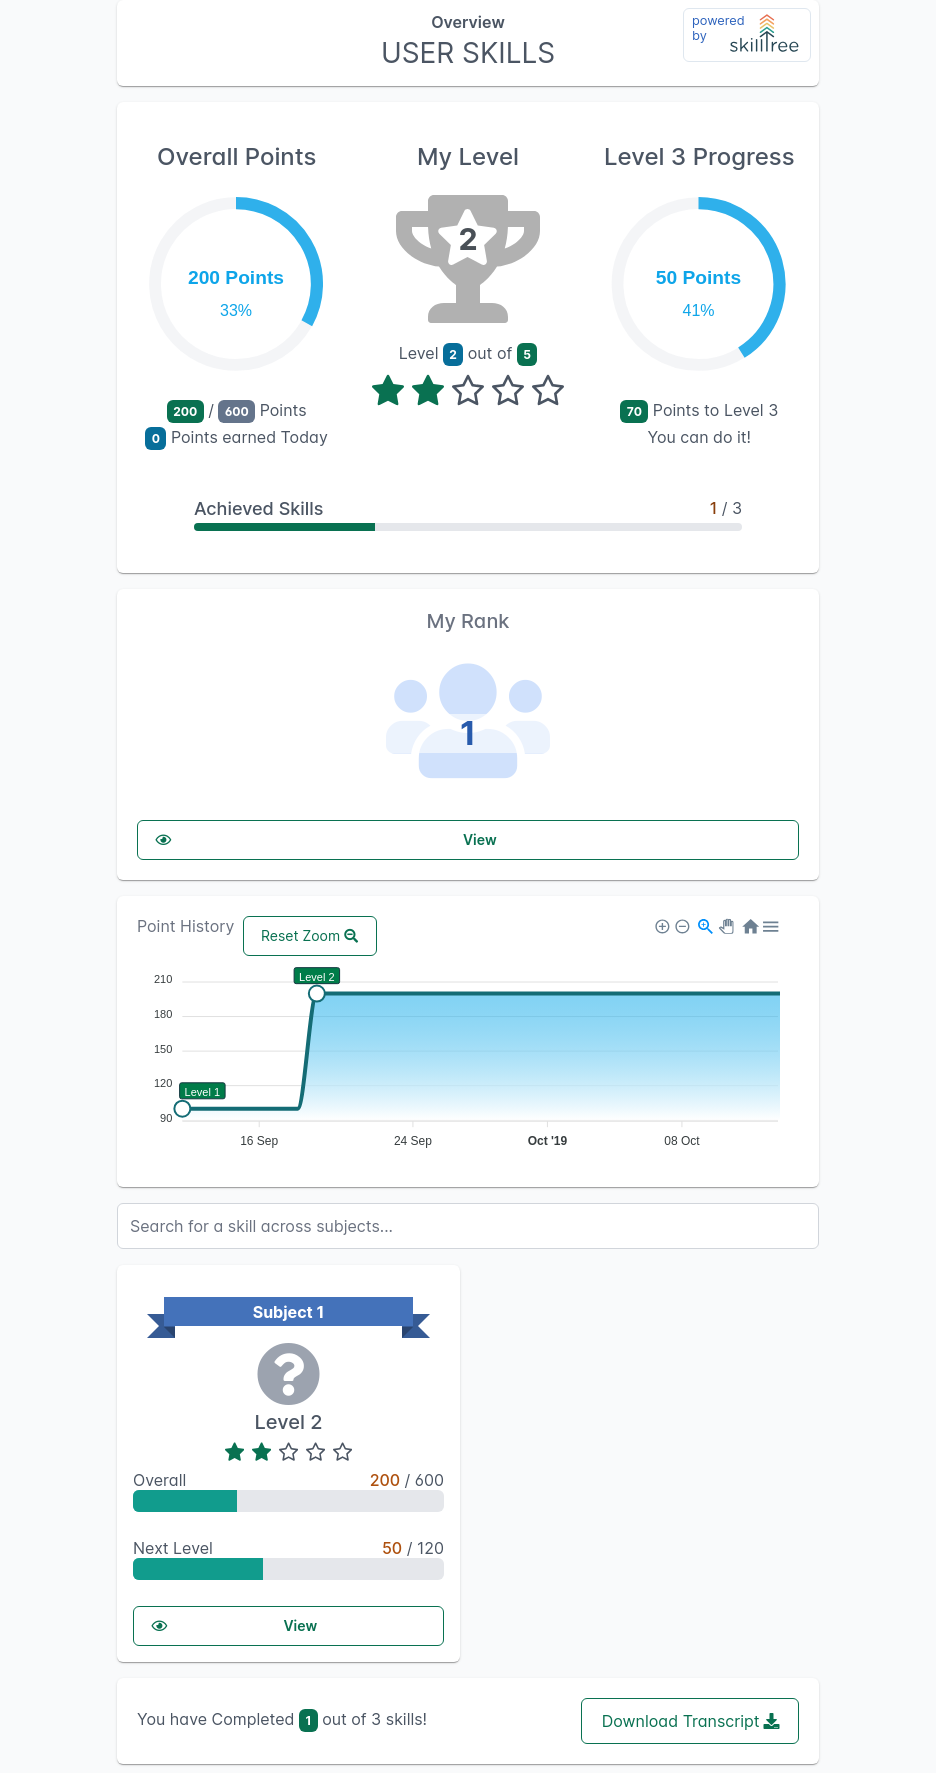 Overview
USER SKILLS
powered
by
skilltree
Overall Points
200 Points
33%
200 / 600 Points
0 Points earned Today
My Level
2
Level 2 out of 5
Level 3 Progress
50 Points
41%
70 Points to Level 3
You can do it!
Achieved Skills 1 / 3
My Rank
1
View
Point History Reset Zoom
210
180
150
120
90
Level 2
Level 1
16 Sep 24 Sep Oct '19 08 Oct
Search for a skill across subjects...
Subject 1
Level 2
Overall 200 / 600
Next Level 50 / 120
View
You have Completed 1 out of 3 skills! Download Transcript